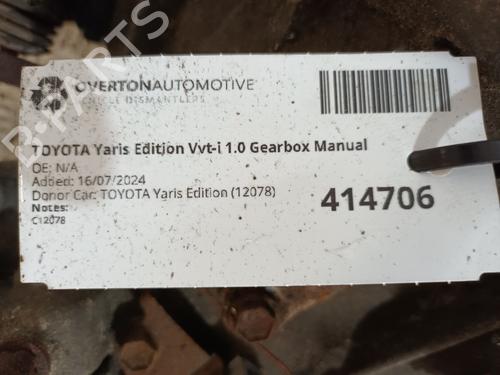 OVERTONAUTOMOTIVE
VEHICLE DISMANTLERS
TOYOTA Yaris Edition Vvt-i 1.0 Gearbox Manual
OE: N/A
Added: 16/07/2024
Donor Car: TOYOTA Yaris Edition (12078)
Notes:
C12078
414706
B-PARTS